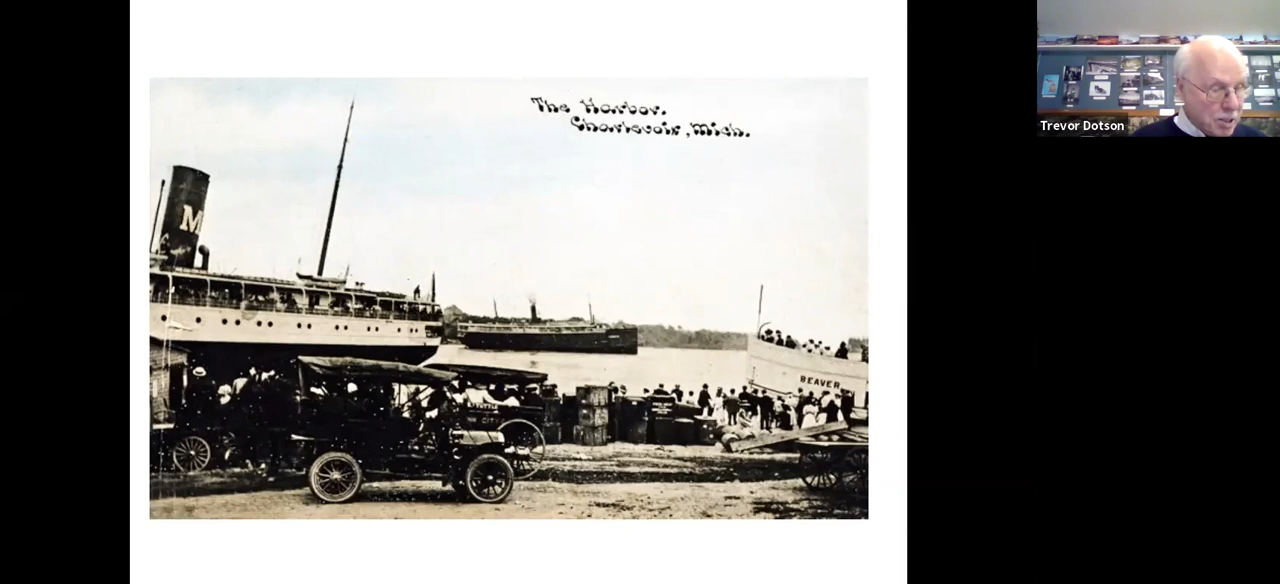 The Harbor.
Charlevoix, Mich.
M
BEAVER
Trevor Dotson